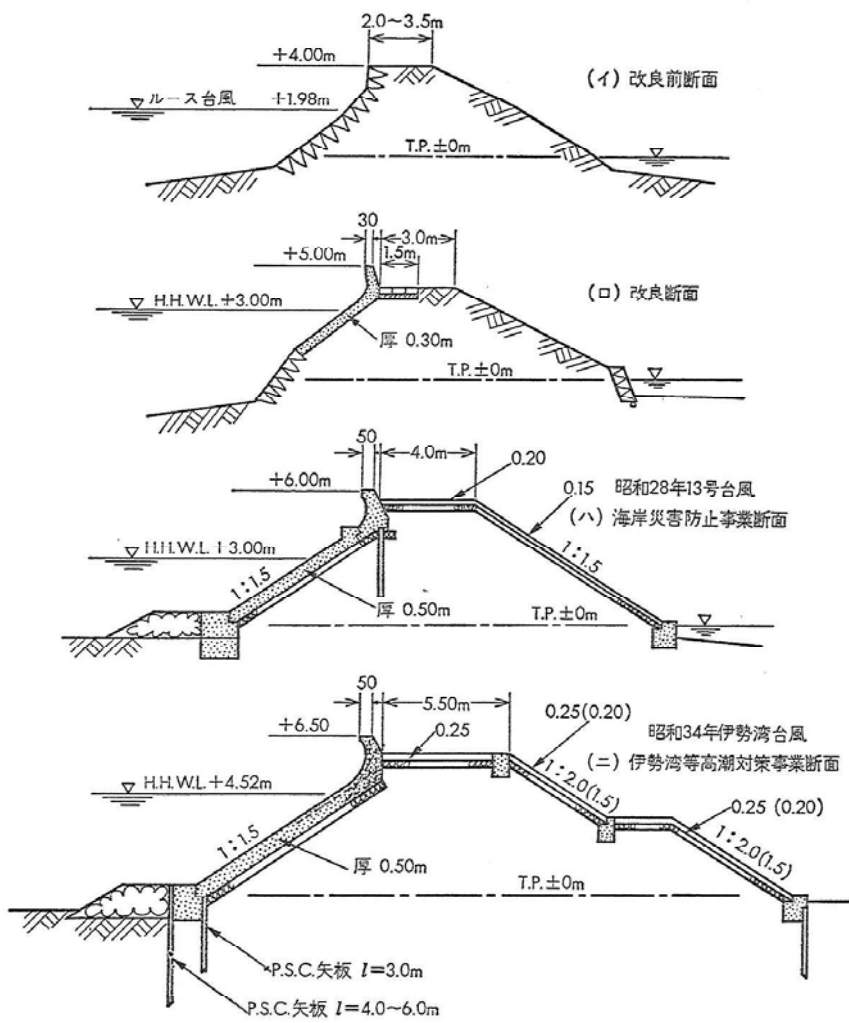 2.0~3.5m
+4.00m
(イ) 改良前断面
ルース台風 +1.98m
T.P.±0m
30
3.0m
+5.00m
1.5m
(ロ) 改良断面
H.H.W.L. +3.00m
厚 0.30m
T.P.±0m
50
4.0m
0.20
+6.00m
0.15 昭和28年13号台風
(ハ) 海岸災害防止事業断面
H.H.W.L. +3.00m
1:1.5
1:1.5
厚 0.50m
T.P.±0m
50
5.50m
0.25(0.20)
+6.50
0.25
昭和34年伊勢湾台風
(ニ) 伊勢湾等高潮対策事業断面
H.H.W.L. +4.52m
1:2.0(1.5)
0.25 (0.20)
1:1.5
1:2.0(1.5)
厚 0.50m
T.P.±0m
P.S.C.矢板 l=3.0m
P.S.C.矢板 l=4.0~6.0m